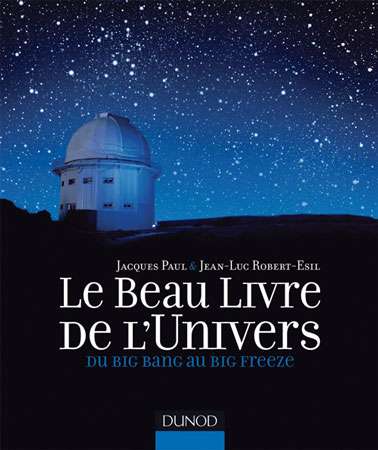 Jacques Paul & Jean-Luc Robert-Esil
Le Beau Livre
de l'Univers
Du Big Bang au Big Freeze
DUNOD